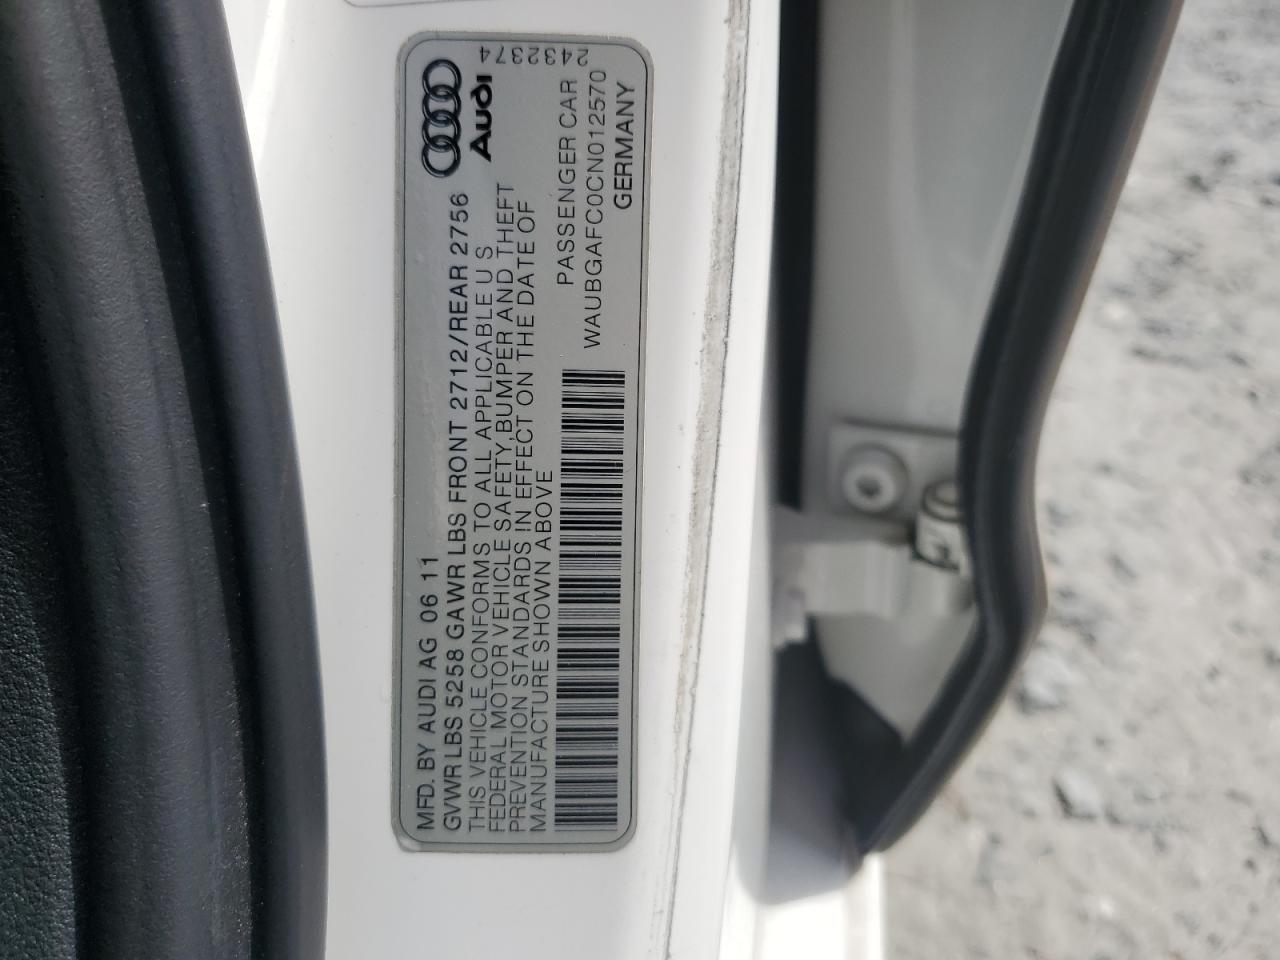 MFD. BY AUDI AG 06 11
GVWR LBS 5258 GAWR LBS FRONT 2712/REAR 2756
THIS VEHICLE CONFORMS TO ALL APPLICABLE U S
FEDERAL MOTOR VEHICLE SAFETY,BUMPER AND THEFT
PREVENTION STANDARDS IN EFFECT ON THE DATE OF
MANUFACTURE SHOWN ABOVE
Audi
2432374
PASSENGER CAR
WAUBGAFC0CN012570
GERMANY